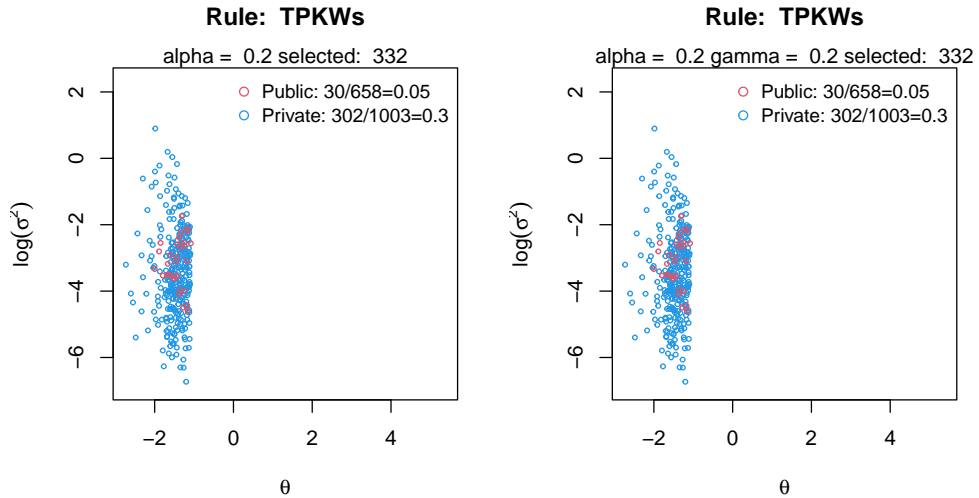 Rule: TPKWs
alpha = 0.2 selected: 332
Public: 30/658=0.05
Private: 302/1003=0.3
log(σ²)
2
0
−2
−4
−6
−2 0 2 4
θ
Rule: TPKWs
alpha = 0.2 gamma = 0.2 selected: 332
Public: 30/658=0.05
Private: 302/1003=0.3
log(σ²)
2
0
−2
−4
−6
−2 0 2 4
θ